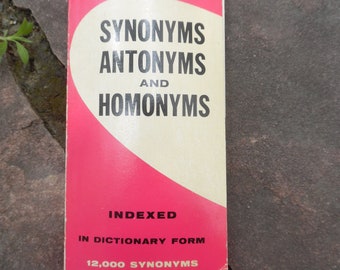 SYNONYMS
ANTONYMS
AND
HOMONYMS
INDEXED
IN DICTIONARY FORM
12,000 SYNONYMS